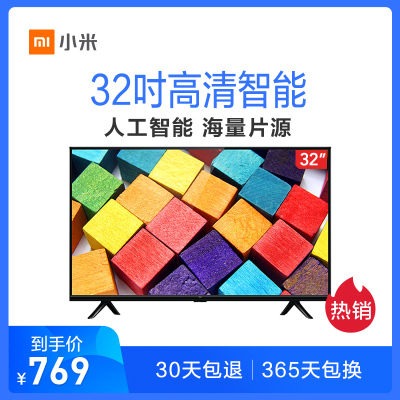 mi 小米
32吋高清智能
人工智能 海量片源
32"
热销
到手价
¥769
30天包退 | 365天包换